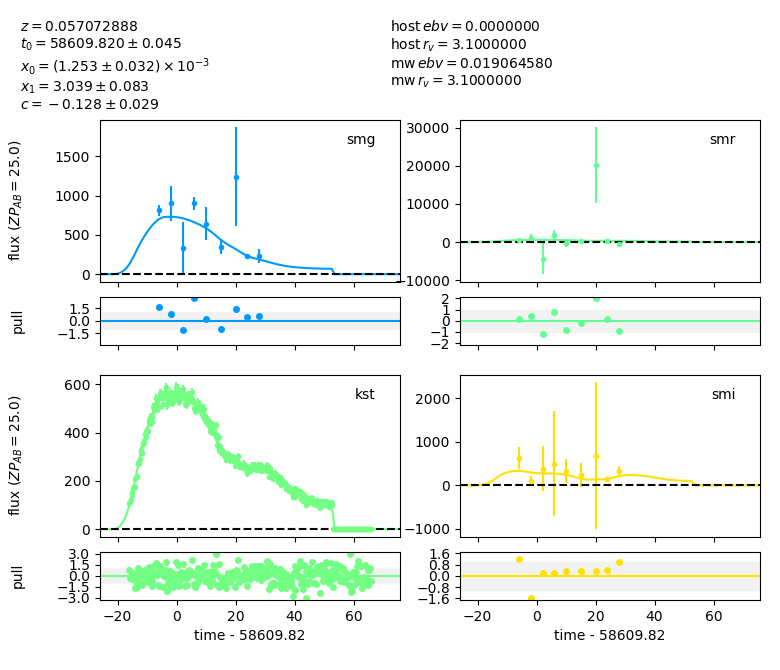 z = 0.057072888
t₀ = 58609.820 ± 0.045
x₀ = (1.253 ± 0.032) × 10⁻³
x₁ = 3.039 ± 0.083
c = −0.128 ± 0.029
host ebv = 0.0000000
host r_v = 3.1000000
mw ebv = 0.019064580
mw r_v = 3.1000000
flux (ZP_AB = 25.0)
1500
1000
500
0
smg
30000
20000
10000
0
−10000
smr
pull
1.5
0.0
−1.5
2
1
0
−1
−2
flux (ZP_AB = 25.0)
600
400
200
0
kst
2000
1000
0
−1000
smi
pull
3.0
1.5
0.0
−1.5
−3.0
1.6
0.8
0.0
−0.8
−1.6
−20 0 20 40 60
time - 58609.82
−20 0 20 40 60
time - 58609.82